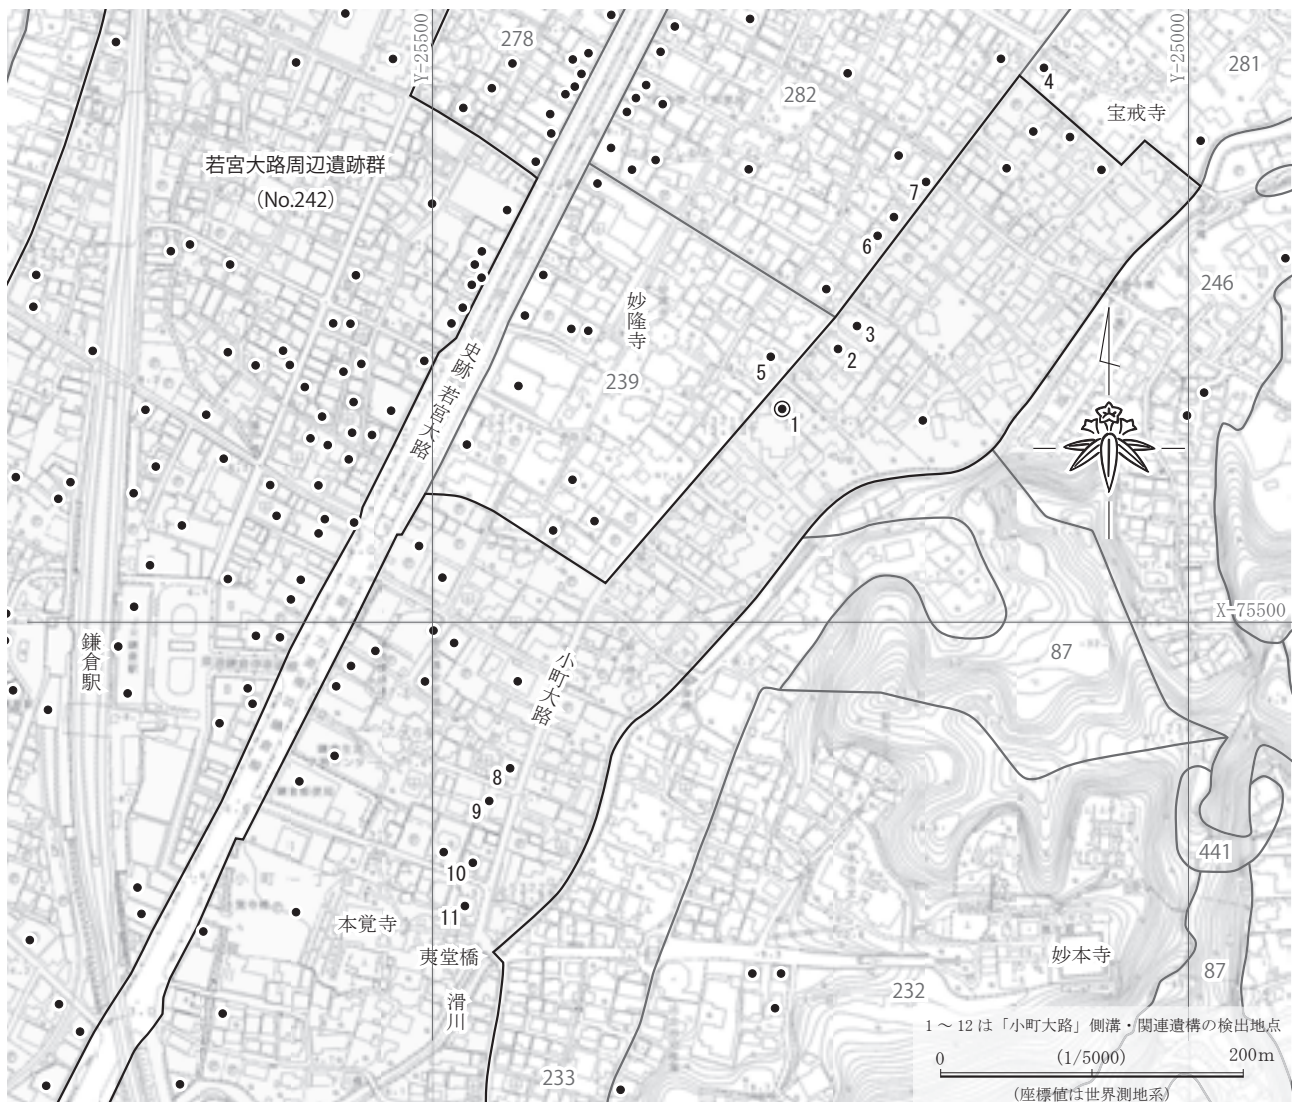 278
Y-25500
282
Y-25000
281
4
宝戒寺
若宮大路周辺遺跡群
(No.242)
7
6
246
妙隆寺
3
2
5
239
1
史跡 若宮大路
X-75500
鎌倉駅
小町大路
87
8
9
10
11
441
本覚寺
夷堂橋
滑川
妙本寺
87
232
233
1～12は「小町大路」側溝・関連遺構の検出地点
0 (1/5000) 200m
(座標値は世界測地系)